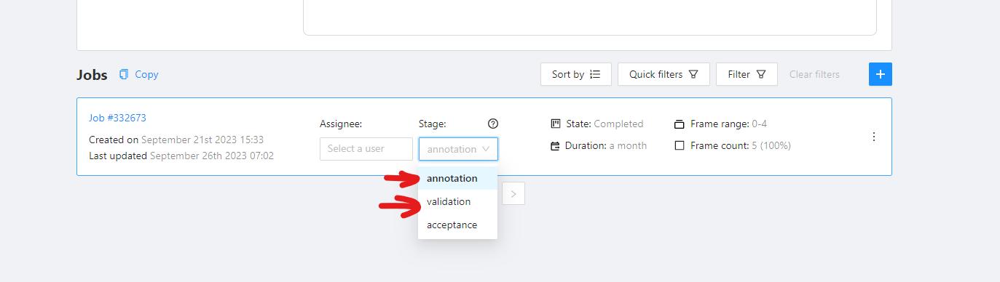 Jobs Copy Sort by Quick filters Filter Clear filters
Job #332673
Created on September 21st 2023 15:33
Last updated September 26th 2023 07:02
Assignee:
Select a user
Stage:
annotation
annotation
validation
acceptance
State: Completed
Duration: a month
Frame range: 0-4
Frame count: 5 (100%)